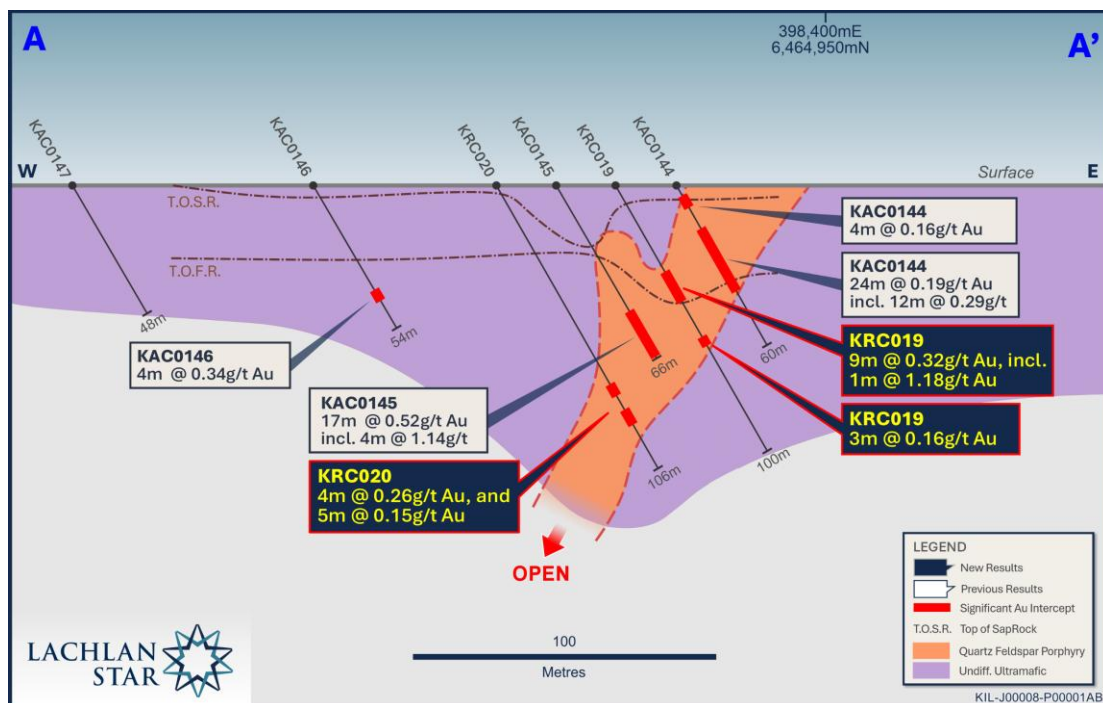 A
398,400mE
6,464,950mN
A'
KAC0147
KAC0146
KRC020
KAC0145
KRC019
KAC0144
W
Surface
E
T.O.S.R.
T.O.F.R.
48m
54m
66m
60m
106m
100m
KAC0144
4m @ 0.16g/t Au
KAC0144
24m @ 0.19g/t Au
incl. 12m @ 0.29g/t
KAC0146
4m @ 0.34g/t Au
KRC019
9m @ 0.32g/t Au, incl.
1m @ 1.18g/t Au
KAC0145
17m @ 0.52g/t Au
incl. 4m @ 1.14g/t
KRC019
3m @ 0.16g/t Au
KRC020
4m @ 0.26g/t Au, and
5m @ 0.15g/t Au
OPEN
LACHLAN
STAR
100
Metres
LEGEND
New Results
Previous Results
Significant Au Intercept
T.O.S.R. Top of SapRock
Quartz Feldspar Porphyry
Undiff. Ultramafic
KIL-J00008-P00001AB